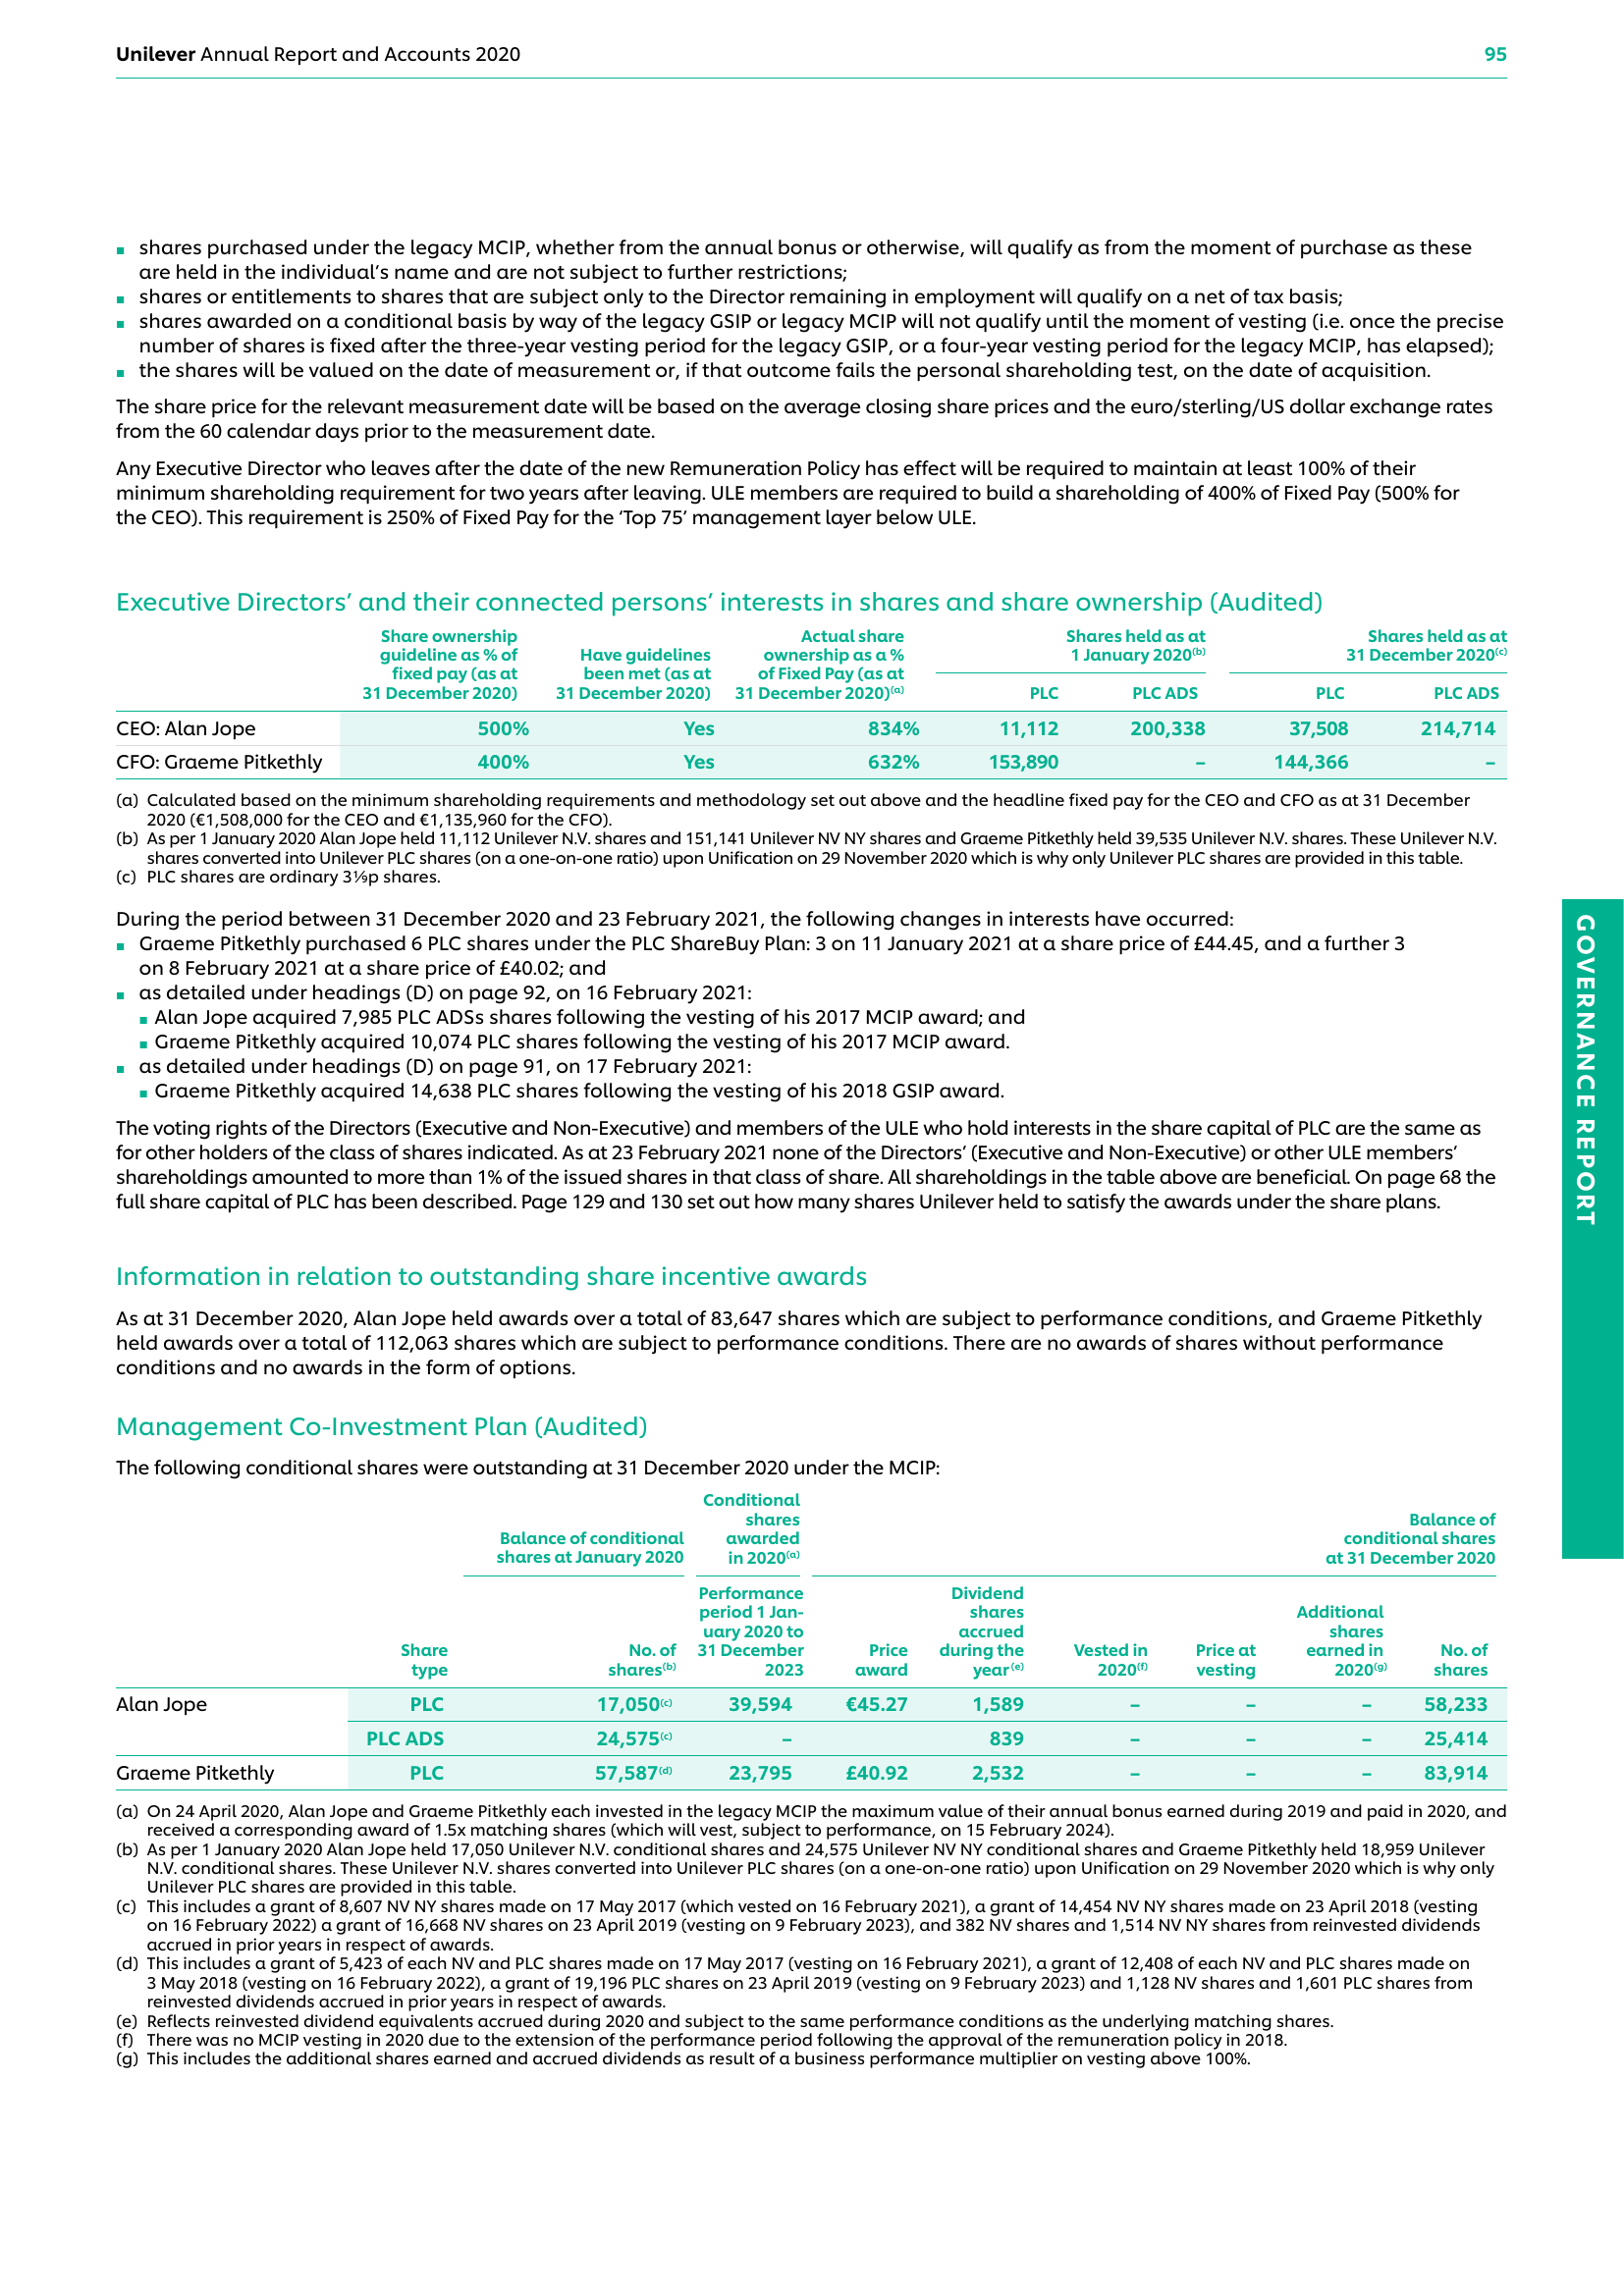 Unilever Annual Report and Accounts 2020 95
▪ shares purchased under the legacy MCIP, whether from the annual bonus or otherwise, will qualify as from the moment of purchase as these
are held in the individual’s name and are not subject to further restrictions;
▪ shares or entitlements to shares that are subject only to the Director remaining in employment will qualify on a net of tax basis;
▪ shares awarded on a conditional basis by way of the legacy GSIP or legacy MCIP will not qualify until the moment of vesting (i.e. once the precise
number of shares is fixed after the three-year vesting period for the legacy GSIP, or a four-year vesting period for the legacy MCIP, has elapsed);
▪ the shares will be valued on the date of measurement or, if that outcome fails the personal shareholding test, on the date of acquisition.
The share price for the relevant measurement date will be based on the average closing share prices and the euro/sterling/US dollar exchange rates
from the 60 calendar days prior to the measurement date.
Any Executive Director who leaves after the date of the new Remuneration Policy has effect will be required to maintain at least 100% of their
minimum shareholding requirement for two years after leaving. ULE members are required to build a shareholding of 400% of Fixed Pay (500% for
the CEO). This requirement is 250% of Fixed Pay for the ‘Top 75’ management layer below ULE.
Executive Directors’ and their connected persons’ interests in shares and share ownership (Audited)
Share ownership guideline as % of fixed pay (as at 31 December 2020)
Have guidelines been met (as at 31 December 2020)
Actual share ownership as a % of Fixed Pay (as at 31 December 2020)(a)
Shares held as at 1 January 2020(b)
Shares held as at 31 December 2020(c)
PLC PLC ADS PLC PLC ADS
CEO: Alan Jope 500% Yes 834% 11,112 200,338 37,508 214,714
CFO: Graeme Pitkethly 400% Yes 632% 153,890 – 144,366 –
(a) Calculated based on the minimum shareholding requirements and methodology set out above and the headline fixed pay for the CEO and CFO as at 31 December
2020 (€1,508,000 for the CEO and €1,135,960 for the CFO).
(b) As per 1 January 2020 Alan Jope held 11,112 Unilever N.V. shares and 151,141 Unilever NV NY shares and Graeme Pitkethly held 39,535 Unilever N.V. shares. These Unilever N.V.
shares converted into Unilever PLC shares (on a one-on-one ratio) upon Unification on 29 November 2020 which is why only Unilever PLC shares are provided in this table.
(c) PLC shares are ordinary 3⅑p shares.
During the period between 31 December 2020 and 23 February 2021, the following changes in interests have occurred:
▪ Graeme Pitkethly purchased 6 PLC shares under the PLC ShareBuy Plan: 3 on 11 January 2021 at a share price of £44.45, and a further 3
on 8 February 2021 at a share price of £40.02; and
▪ as detailed under headings (D) on page 92, on 16 February 2021:
▪ Alan Jope acquired 7,985 PLC ADSs shares following the vesting of his 2017 MCIP award; and
▪ Graeme Pitkethly acquired 10,074 PLC shares following the vesting of his 2017 MCIP award.
▪ as detailed under headings (D) on page 91, on 17 February 2021:
▪ Graeme Pitkethly acquired 14,638 PLC shares following the vesting of his 2018 GSIP award.
The voting rights of the Directors (Executive and Non-Executive) and members of the ULE who hold interests in the share capital of PLC are the same as
for other holders of the class of shares indicated. As at 23 February 2021 none of the Directors’ (Executive and Non-Executive) or other ULE members’
shareholdings amounted to more than 1% of the issued shares in that class of share. All shareholdings in the table above are beneficial. On page 68 the
full share capital of PLC has been described. Page 129 and 130 set out how many shares Unilever held to satisfy the awards under the share plans.
Information in relation to outstanding share incentive awards
As at 31 December 2020, Alan Jope held awards over a total of 83,647 shares which are subject to performance conditions, and Graeme Pitkethly
held awards over a total of 112,063 shares which are subject to performance conditions. There are no awards of shares without performance
conditions and no awards in the form of options.
Management Co-Investment Plan (Audited)
The following conditional shares were outstanding at 31 December 2020 under the MCIP:
Balance of conditional shares at January 2020
Conditional shares awarded in 2020(a)
Balance of conditional shares at 31 December 2020
Share type
No. of shares(b)
Performance period 1 Jan- uary 2020 to 31 December 2023
Price award
Dividend shares accrued during the year(e)
Vested in 2020(f)
Price at vesting
Additional shares earned in 2020(g)
No. of shares
Alan Jope PLC 17,050(c) 39,594 €45.27 1,589 – – – 58,233
PLC ADS 24,575(c) – 839 – – – 25,414
Graeme Pitkethly PLC 57,587(d) 23,795 £40.92 2,532 – – – 83,914
(a) On 24 April 2020, Alan Jope and Graeme Pitkethly each invested in the legacy MCIP the maximum value of their annual bonus earned during 2019 and paid in 2020, and
received a corresponding award of 1.5x matching shares (which will vest, subject to performance, on 15 February 2024).
(b) As per 1 January 2020 Alan Jope held 17,050 Unilever N.V. conditional shares and 24,575 Unilever NV NY conditional shares and Graeme Pitkethly held 18,959 Unilever
N.V. conditional shares. These Unilever N.V. shares converted into Unilever PLC shares (on a one-on-one ratio) upon Unification on 29 November 2020 which is why only
Unilever PLC shares are provided in this table.
(c) This includes a grant of 8,607 NV NY shares made on 17 May 2017 (which vested on 16 February 2021), a grant of 14,454 NV NY shares made on 23 April 2018 (vesting
on 16 February 2022) a grant of 16,668 NV shares on 23 April 2019 (vesting on 9 February 2023), and 382 NV shares and 1,514 NV NY shares from reinvested dividends
accrued in prior years in respect of awards.
(d) This includes a grant of 5,423 of each NV and PLC shares made on 17 May 2017 (vesting on 16 February 2021), a grant of 12,408 of each NV and PLC shares made on
3 May 2018 (vesting on 16 February 2022), a grant of 19,196 PLC shares on 23 April 2019 (vesting on 9 February 2023) and 1,128 NV shares and 1,601 PLC shares from
reinvested dividends accrued in prior years in respect of awards.
(e) Reflects reinvested dividend equivalents accrued during 2020 and subject to the same performance conditions as the underlying matching shares.
(f) There was no MCIP vesting in 2020 due to the extension of the performance period following the approval of the remuneration policy in 2018.
(g) This includes the additional shares earned and accrued dividends as result of a business performance multiplier on vesting above 100%.
GOVERNANCE REPORT